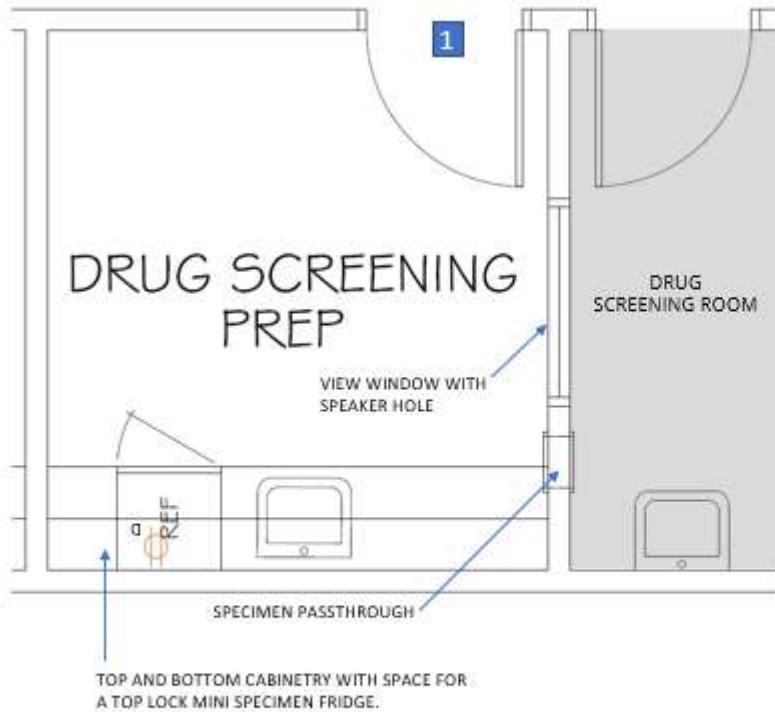 1
DRUG SCREENING
PREP
DRUG
SCREENING ROOM
VIEW WINDOW WITH
SPEAKER HOLE
REF
D
SPECIMEN PASSTHROUGH
TOP AND BOTTOM CABINETRY WITH SPACE FOR
A TOP LOCK MINI SPECIMEN FRIDGE.